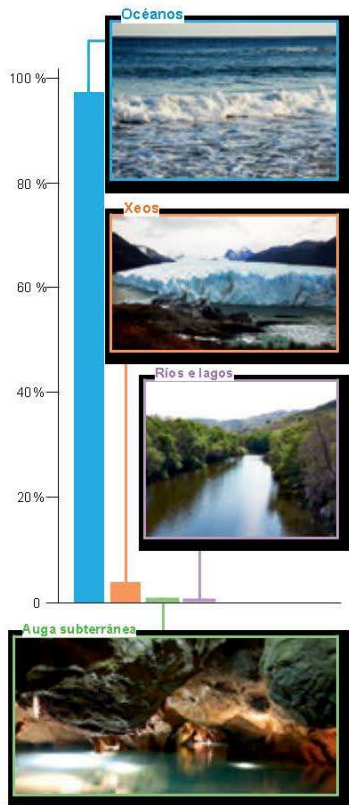 Océanos
100 %
80 %
Xeos
60 %
Ríos e lagos
40 %
20 %
0
Auga subterránea